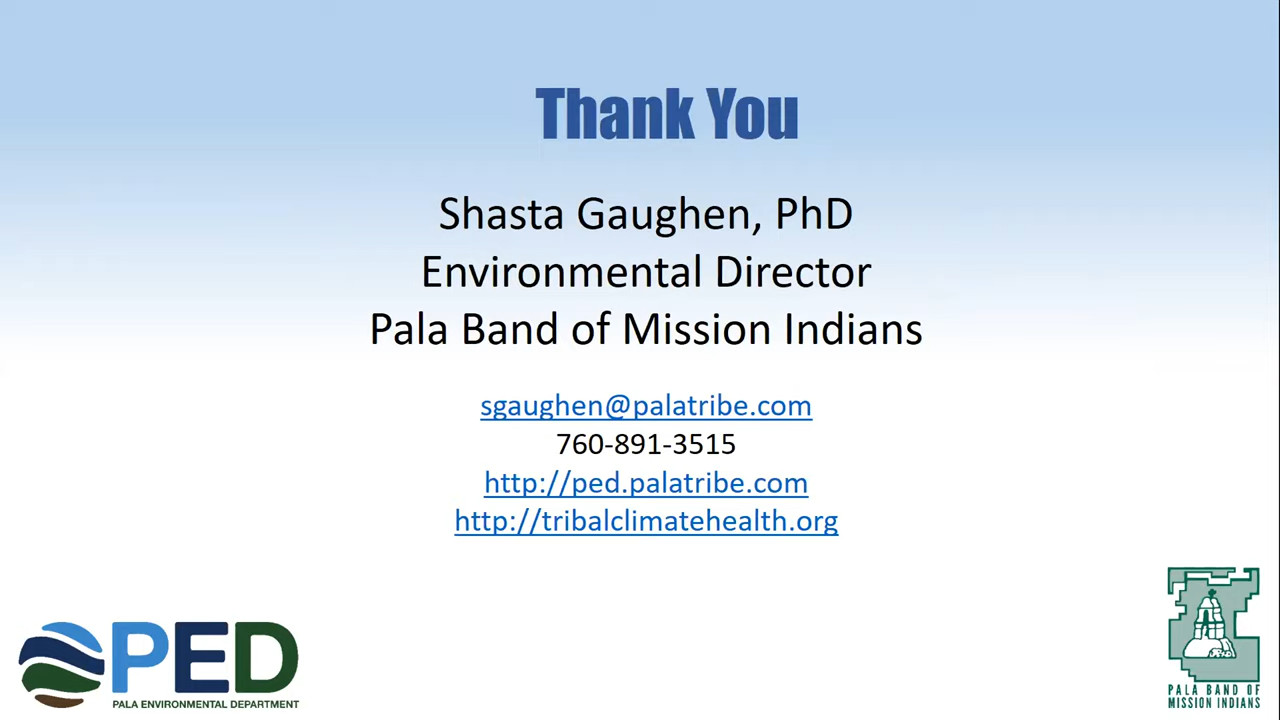 Thank You
Shasta Gaughen, PhD
Environmental Director
Pala Band of Mission Indians
sgaughen@palatribe.com
760-891-3515
http://ped.palatribe.com
http://tribalclimatehealth.org
PED
PALA ENVIRONMENTAL DEPARTMENT
PALA BAND OF
MISSION INDIANS